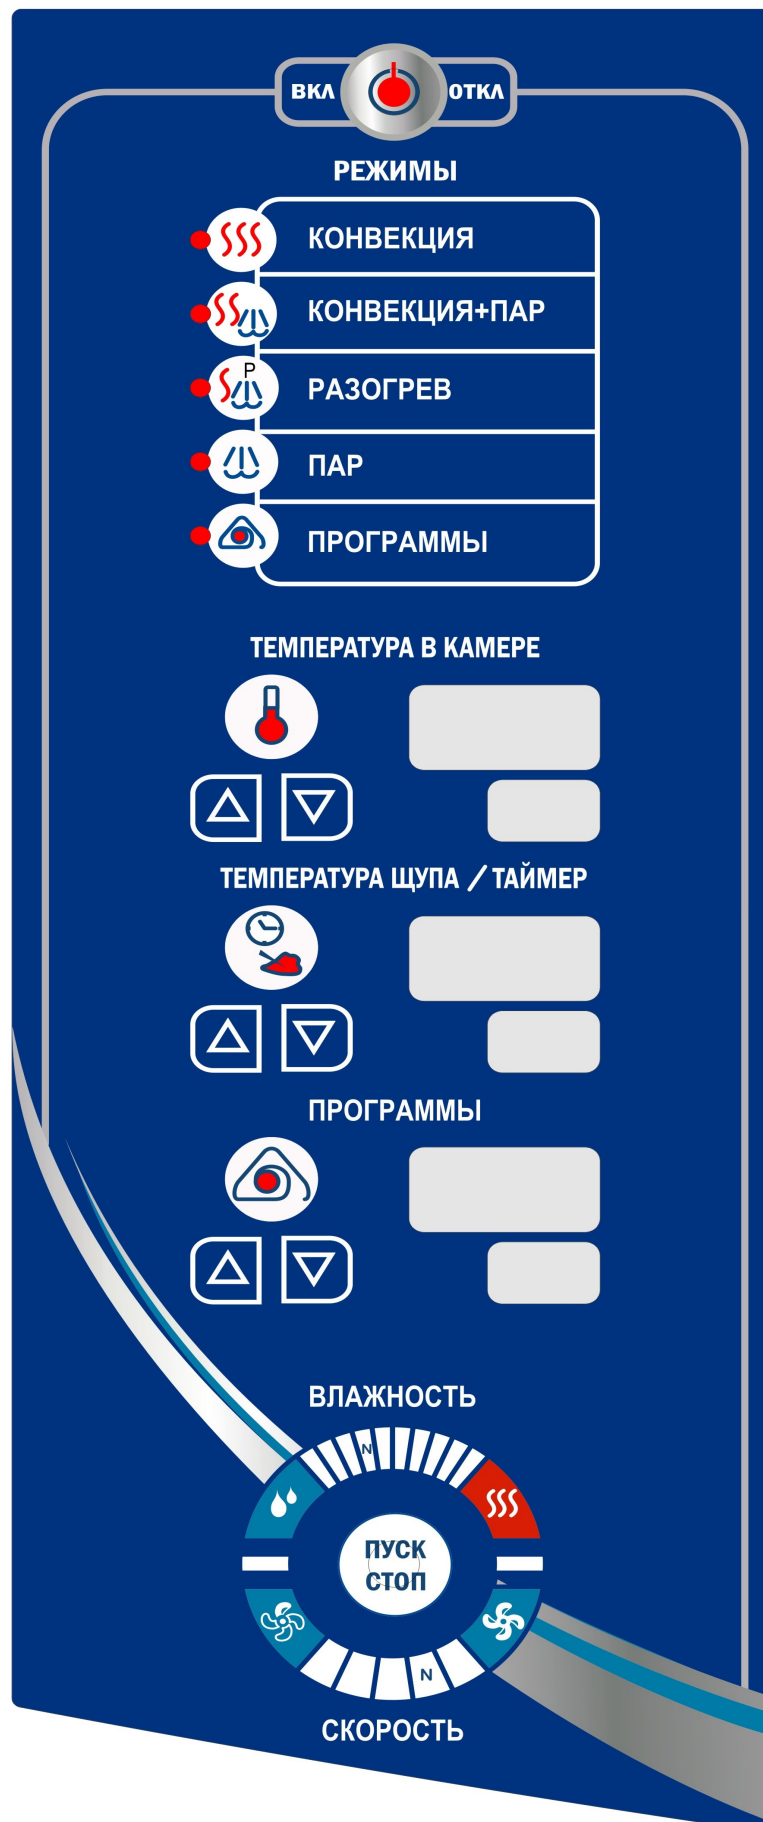 ВКЛ ОТКЛ
РЕЖИМЫ
КОНВЕКЦИЯ
КОНВЕКЦИЯ+ПАР
P
РАЗОГРЕВ
ПАР
ПРОГРАММЫ
ТЕМПЕРАТУРА В КАМЕРЕ
ТЕМПЕРАТУРА ЩУПА / ТАЙМЕР
ПРОГРАММЫ
ВЛАЖНОСТЬ
N
ПУСК
СТОП
N
СКОРОСТЬ